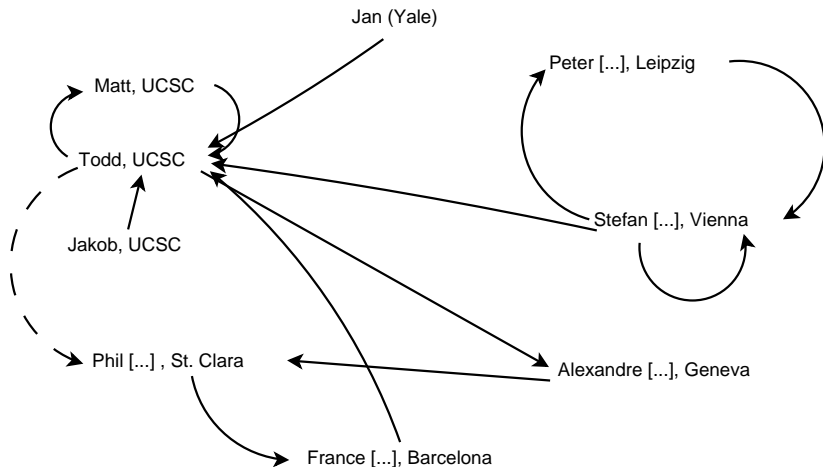 Jan (Yale)
Peter [...], Leipzig
Matt, UCSC
Todd, UCSC
Stefan [...], Vienna
Jakob, UCSC
Phil [...] , St. Clara
Alexandre [...], Geneva
France [...], Barcelona